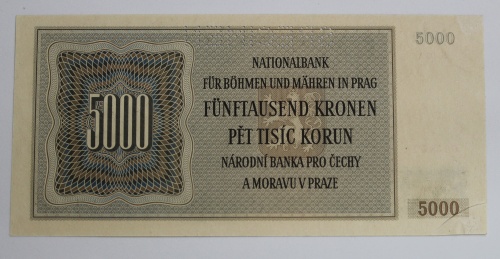 5000
5000
NATIONALBANK
FÜR BÖHMEN UND MÄHREN IN PRAG
FÜNFTAUSEND KRONEN
PĚT TISÍC KORUN
NÁRODNÍ BANKA PRO ČECHY
A MORAVU V PRAZE
5000